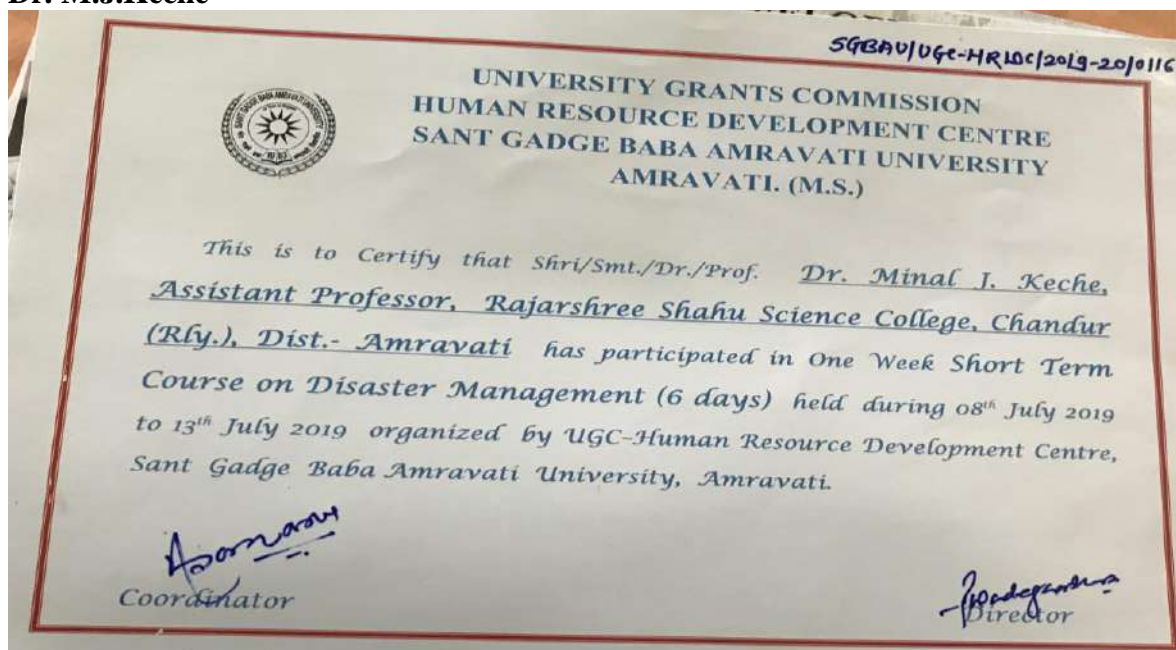 Dr. M.J.Keche
SGBAU/UGC-HRDC/2019-20/0116
UNIVERSITY GRANTS COMMISSION
HUMAN RESOURCE DEVELOPMENT CENTRE
SANT GADGE BABA AMRAVATI UNIVERSITY
AMRAVATI. (M.S.)
This is to Certify that Shri/Smt./Dr./Prof. Dr. Minal J. Keche,
Assistant Professor, Rajarshree Shahu Science College, Chandur
(Rly.), Dist.- Amravati has participated in One Week Short Term
Course on Disaster Management (6 days) held during 08th July 2019
to 13th July 2019 organized by UGC-Human Resource Development Centre,
Sant Gadge Baba Amravati University, Amravati.
Coordinator
Director